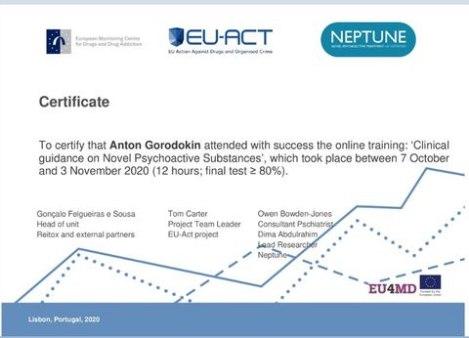 European Monitoring Centre
for Drugs and Drug Addiction
EU-ACT
EU Action Against Drugs and Organised Crime
NEPTUNE
Certificate
To certify that Anton Gorodokin attended with success the online training: ‘Clinical
guidance on Novel Psychoactive Substances’, which took place between 7 October
and 3 November 2020 (12 hours; final test ≥ 80%).
Gonçalo Felgueiras e Sousa
Head of unit
Reitox and external partners
Tom Carter
Project Team Leader
EU-Act project
Owen Bowden-Jones
Consultant Pschiatrist
Dima Abdulrahim
Lead Researcher
Neptune
EU4MD
Lisbon, Portugal, 2020